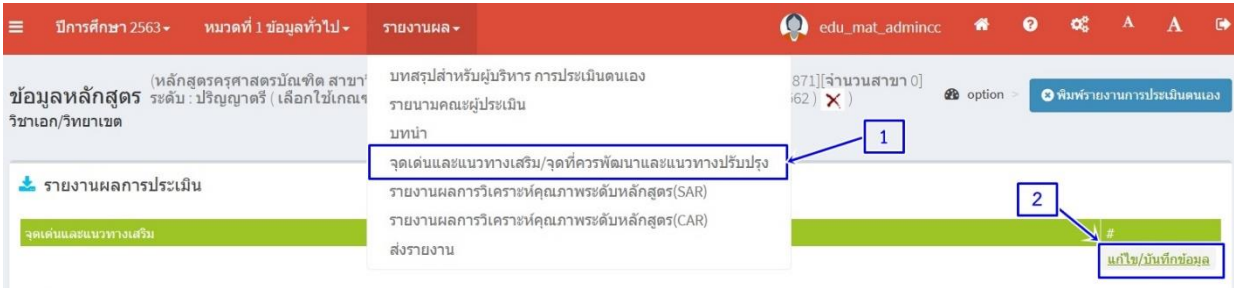 ปีการศึกษา 2563 หมวดที่ 1 ข้อมูลทั่วไป รายงานผล edu_mat_admincc A A
(หลักสูตรครุศาสตรบัณฑิต สาขา 871][จำนวนสาขา 0]
ข้อมูลหลักสูตร ระดับ : ปริญญาตรี ( เลือกใช้เกณฑ 562 ) ) option > พิมพ์รายงานการประเมินตนเอง
วิชาเอก/วิทยาเขต
บทสรุปสำหรับผู้บริหาร การประเมินตนเอง
รายนามคณะผู้ประเมิน
บทนำ
จุดเด่นและแนวทางเสริม/จุดที่ควรพัฒนาและแนวทางปรับปรุง
1
รายงานผลการวิเคราะห์คุณภาพระดับหลักสูตร(SAR)
รายงานผลการวิเคราะห์คุณภาพระดับหลักสูตร(CAR)
ส่งรายงาน
รายงานผลการประเมิน
2
จุดเด่นและแนวทางเสริม #
แก้ไข/บันทึกข้อมูล